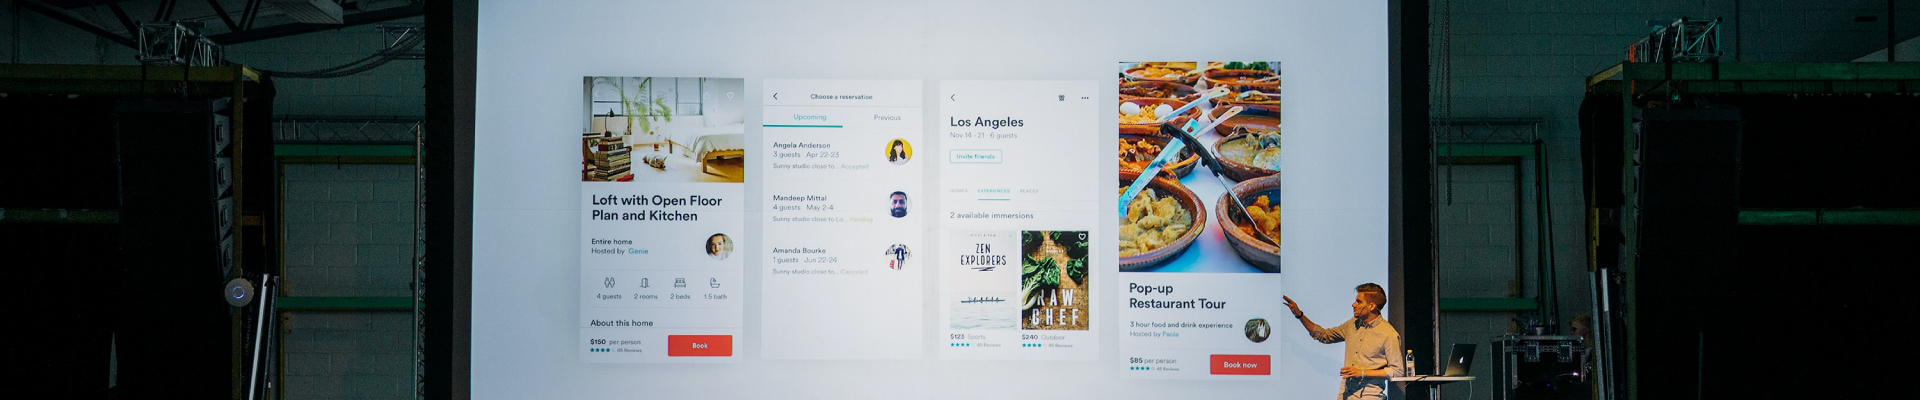 Loft with Open Floor
Plan and Kitchen
Entire home
Hosted by Genie
4 guests 2 rooms 2 beds 1.5 bath
About this home
$150 per person
Book
Choose a reservation
Upcoming Previous
Angela Anderson
3 guests · Apr 22-23
Sunny studio close to... Accepted
Mandeep Mittal
4 guests · May 2-4
Sunny studio close to Lo... Pending
Amanda Bourke
1 guests · Jun 22-24
Sunny studio close to... Canceled
Los Angeles
Nov 14 - 21 · 6 guests
Invite friends
HOMES EXPERIENCES PLACES
2 available immersions
ZEN
EXPLORERS
RAW
CHEF
$123 Sports
45 Reviews
$240 Outdoor
45 Reviews
Pop-up
Restaurant Tour
3 hour food and drink experience
Hosted by Paola
$85 per person
45 Reviews
Book now